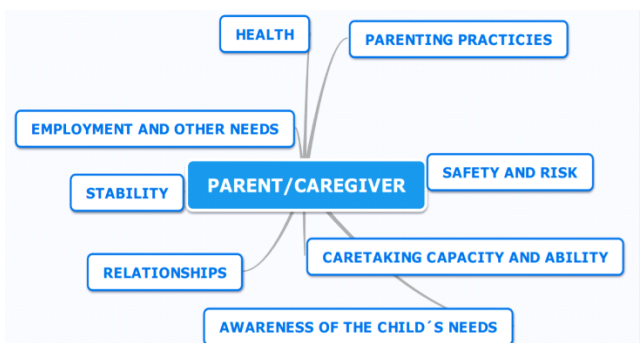 HEALTH
PARENTING PRACTICIES
EMPLOYMENT AND OTHER NEEDS
SAFETY AND RISK
PARENT/CAREGIVER
STABILITY
CARETAKING CAPACITY AND ABILITY
RELATIONSHIPS
AWARENESS OF THE CHILD´S NEEDS